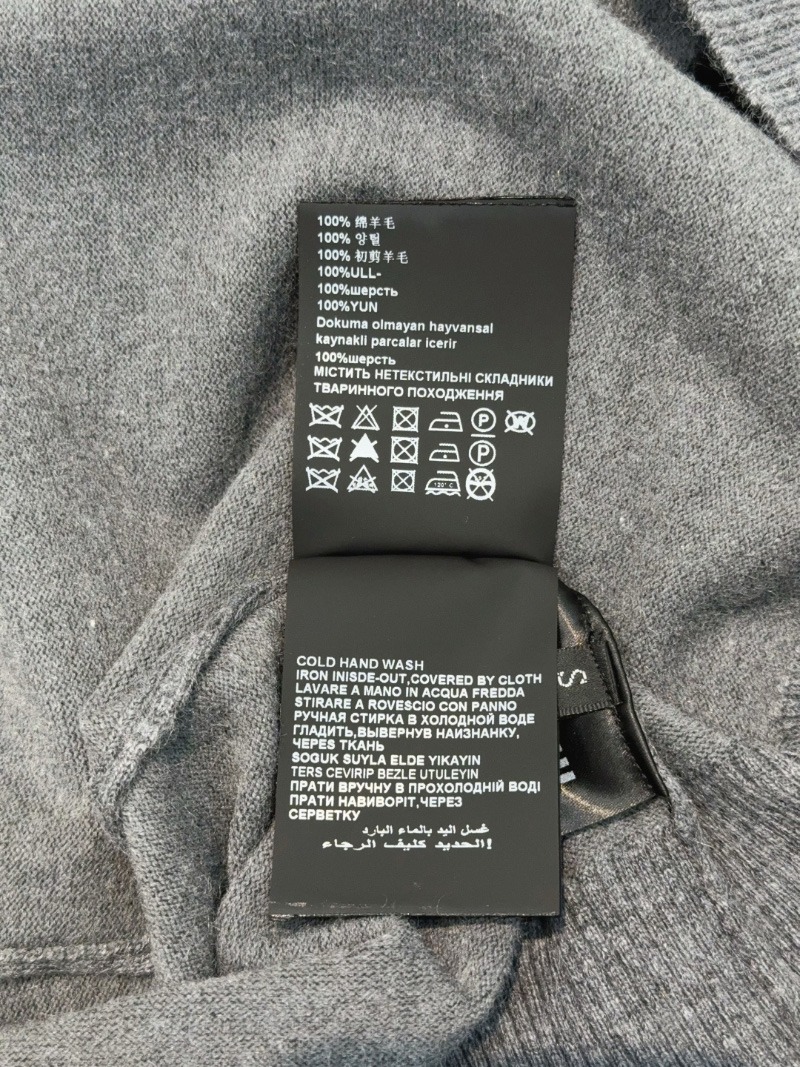 100% 绵羊毛
100% 양털
100% 初剪羊毛
100%ULL-
100%шерсть
100%YUN
Dokuma olmayan hayvansal
kaynakli parcalar icerir
100%шерсть
МІСТИТЬ НЕТЕКСТИЛЬНІ СКЛАДНИКИ
ТВАРИННОГО ПОХОДЖЕННЯ
P W
P
120° C
COLD HAND WASH
IRON INISDE-OUT,COVERED BY CLOTH
LAVARE A MANO IN ACQUA FREDDA
STIRARE A ROVESCIO CON PANNO
РУЧНАЯ СТИРКА В ХОЛОДНОЙ ВОДЕ
ГЛАДИТЬ,ВЫВЕРНУВ НАИЗНАНКУ,
ЧЕРЕЗ ТКАНЬ
SOGUK SUYLA ELDE YIKAYIN
TERS CEVIRIP BEZLE UTULEYIN
ПРАТИ ВРУЧНУ В ПРОХОЛОДНІЙ ВОДІ
ПРАТИ НАВИВОРІТ,ЧЕРЕЗ
СЕРВЕТКУ
غسل اليد بالماء البارد
الحديد كليف الرجاء!
S